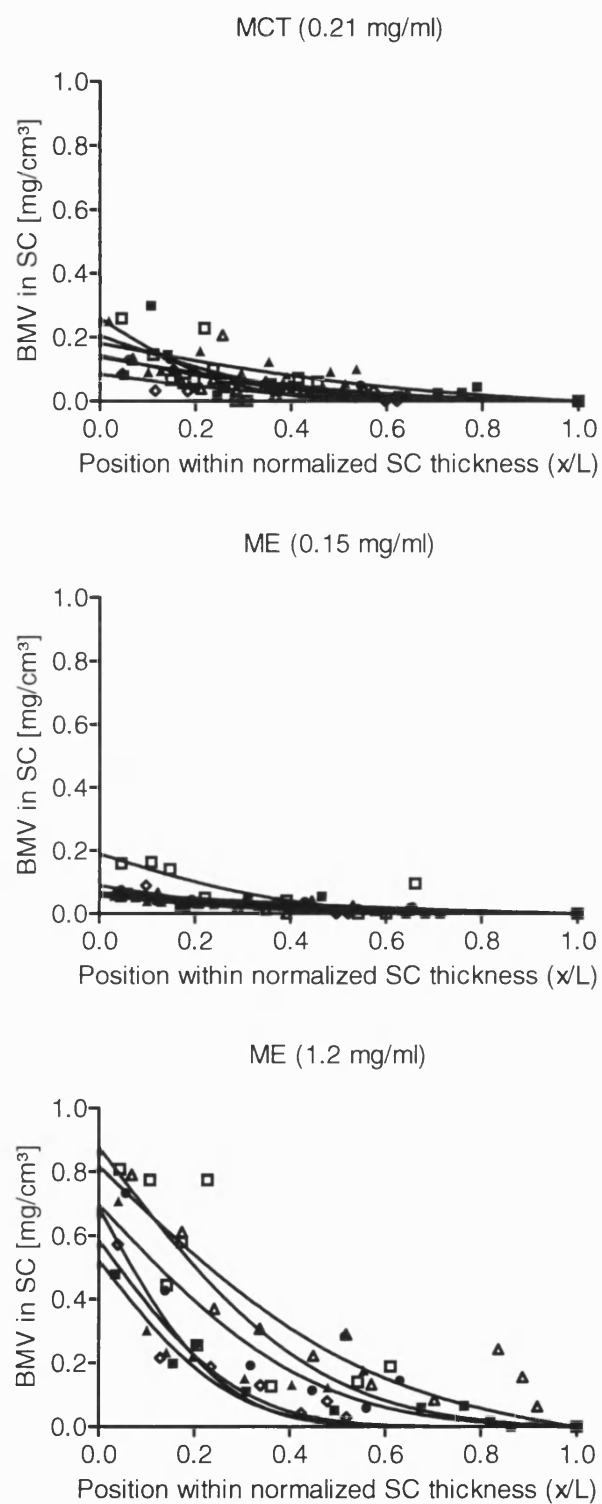 MCT (0.21 mg/ml)
BMV in SC [mg/cm³]
1.0
0.8
0.6
0.4
0.2
0.0
0.0 0.2 0.4 0.6 0.8 1.0
Position within normalized SC thickness (x/L)
ME (0.15 mg/ml)
BMV in SC [mg/cm³]
1.0
0.8
0.6
0.4
0.2
0.0
0.0 0.2 0.4 0.6 0.8 1.0
Position within normalized SC thickness (x/L)
ME (1.2 mg/ml)
BMV in SC [mg/cm³]
1.0
0.8
0.6
0.4
0.2
0.0
0.0 0.2 0.4 0.6 0.8 1.0
Position within normalized SC thickness (x/L)